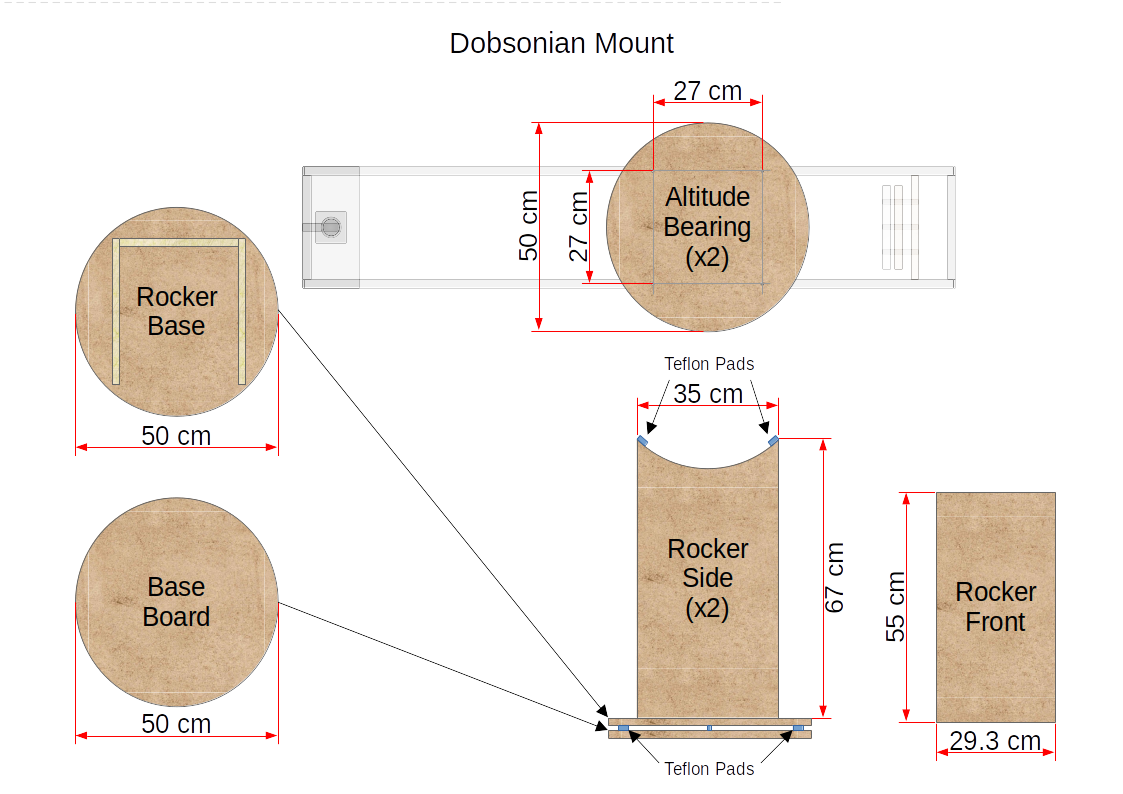 Dobsonian Mount
27 cm
50 cm
27 cm
Altitude
Bearing
(x2)
Rocker
Base
50 cm
Teflon Pads
35 cm
Rocker
Side
(x2)
67 cm
55 cm
Rocker
Front
29.3 cm
Base
Board
50 cm
Teflon Pads